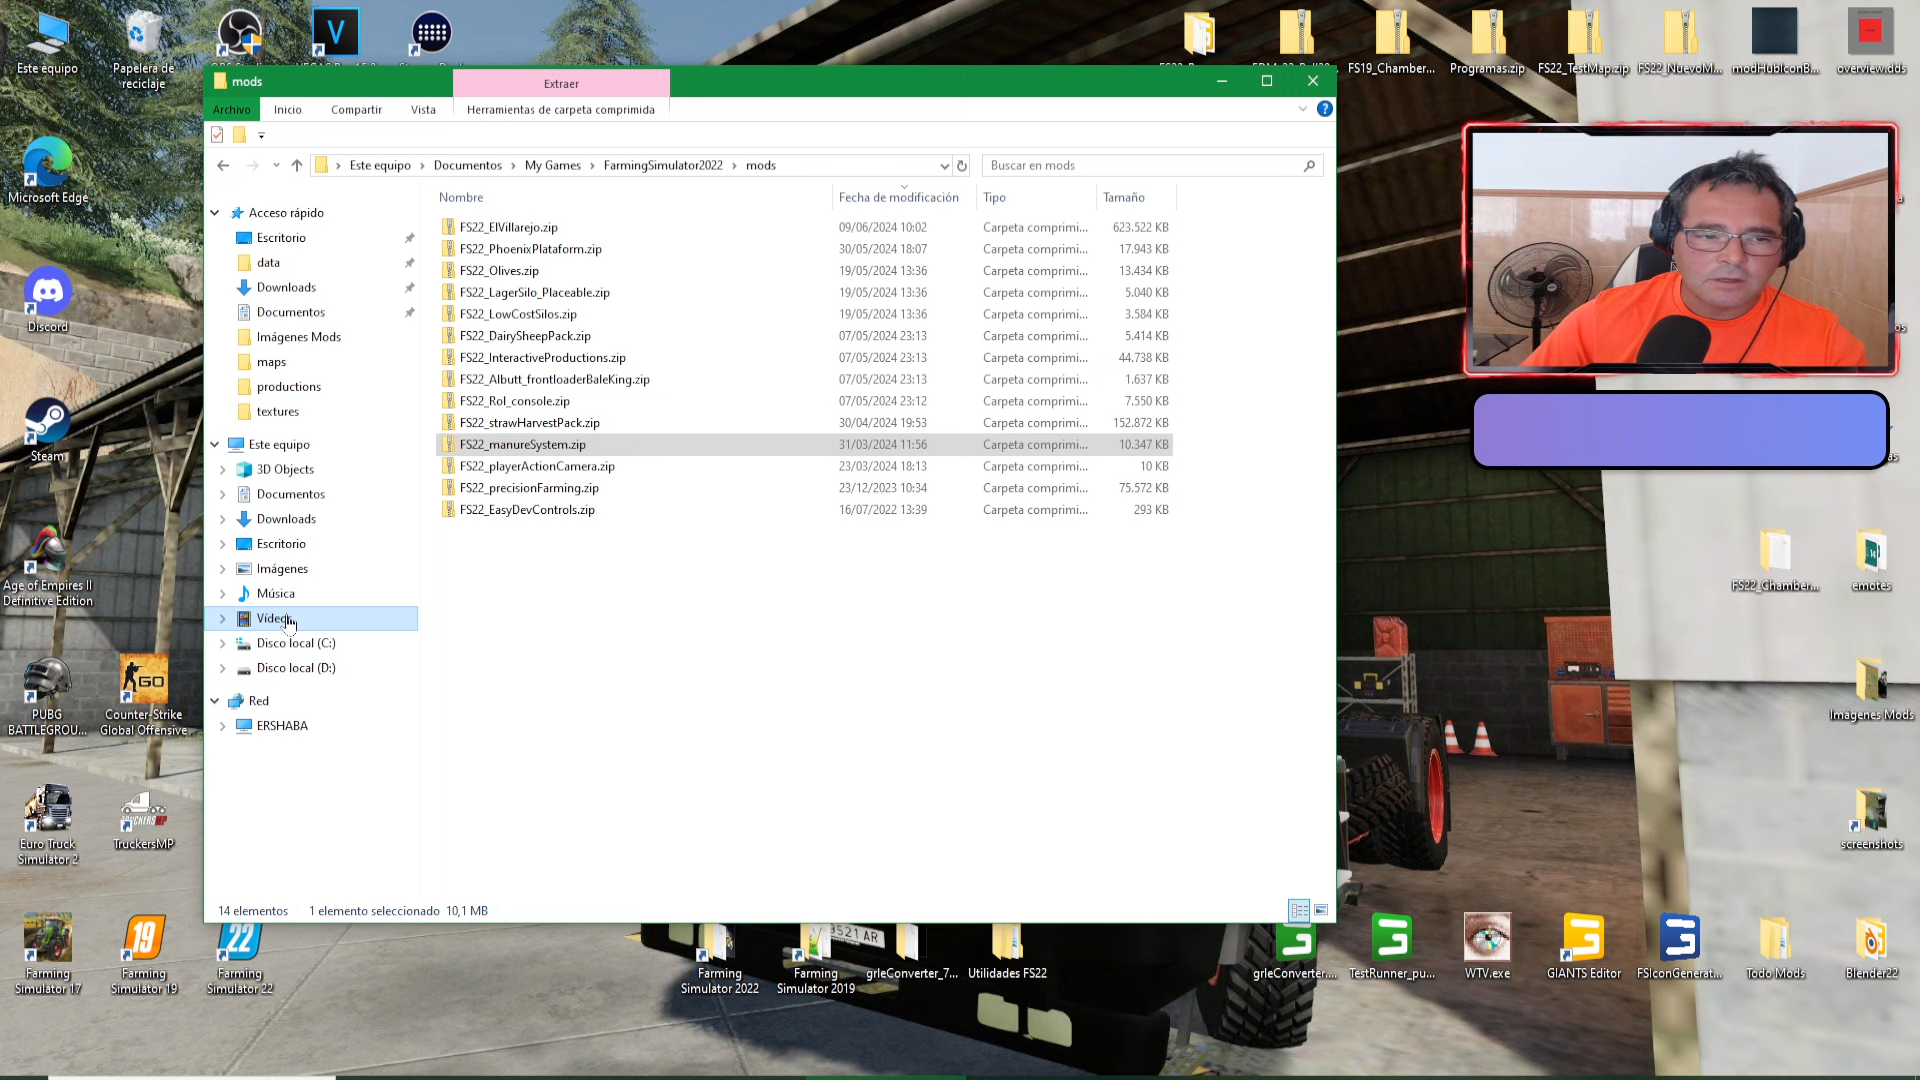 Este equipo
Papelera de
reciclaje
FS19_Chamber...
Programas.zip
FS22_TestMap.zip
FS22_NuevoM...
modHubIconB...
overview.dds
mods
Extraer
Archivo
Inicio
Compartir
Vista
Herramientas de carpeta comprimida
Este equipo
Documentos
My Games
FarmingSimulator2022
mods
Buscar en mods
Nombre
Fecha de modificación
Tipo
Tamaño
FS22_ElVillarejo.zip 09/06/2024 10:02 Carpeta comprimi... 623.522 KB
FS22_PhoenixPlataform.zip 30/05/2024 18:07 Carpeta comprimi... 17.943 KB
FS22_Olives.zip 19/05/2024 13:36 Carpeta comprimi... 13.434 KB
FS22_LagerSilo_Placeable.zip 19/05/2024 13:36 Carpeta comprimi... 5.040 KB
FS22_LowCostSilos.zip 19/05/2024 13:36 Carpeta comprimi... 3.584 KB
FS22_DairySheepPack.zip 07/05/2024 23:13 Carpeta comprimi... 5.414 KB
FS22_InteractiveProductions.zip 07/05/2024 23:13 Carpeta comprimi... 44.738 KB
FS22_Albutt_frontloaderBaleKing.zip 07/05/2024 23:13 Carpeta comprimi... 1.637 KB
FS22_Rol_console.zip 07/05/2024 23:12 Carpeta comprimi... 7.550 KB
FS22_strawHarvestPack.zip 30/04/2024 19:53 Carpeta comprimi... 152.872 KB
FS22_manureSystem.zip 31/03/2024 11:56 Carpeta comprimi... 10.347 KB
FS22_playerActionCamera.zip 23/03/2024 18:13 Carpeta comprimi... 10 KB
FS22_precisionFarming.zip 23/12/2023 10:34 Carpeta comprimi... 75.572 KB
FS22_EasyDevControls.zip 16/07/2022 13:39 Carpeta comprimi... 293 KB
Acceso rápido
Escritorio
data
Downloads
Documentos
Imágenes Mods
maps
productions
textures
Este equipo
3D Objects
Documentos
Downloads
Escritorio
Imágenes
Música
Disco local (C:)
Disco local (D:)
Red
ERSHABA
14 elementos
1 elemento seleccionado 10,1 MB
Microsoft Edge
Discord
Steam
Age of Empires II
Definitive Edition
PUBG
BATTLEGROU...
GO
Counter-Strike
Global Offensive
Euro Truck
Simulator 2
TruckersMP
Farming
Simulator 17
19
Farming
Simulator 19
22
Farming
Simulator 22
FS22_Chamber...
emotes
Imágenes Mods
screenshots
9521 AR
Farming
Simulator 2022
Farming
Simulator 2019
grleConverter_7...
Utilidades FS22
grleConverter....
TestRunner_pu...
WTV.exe
GIANTS Editor
FSIconGenerat...
Todo Mods
Blender22